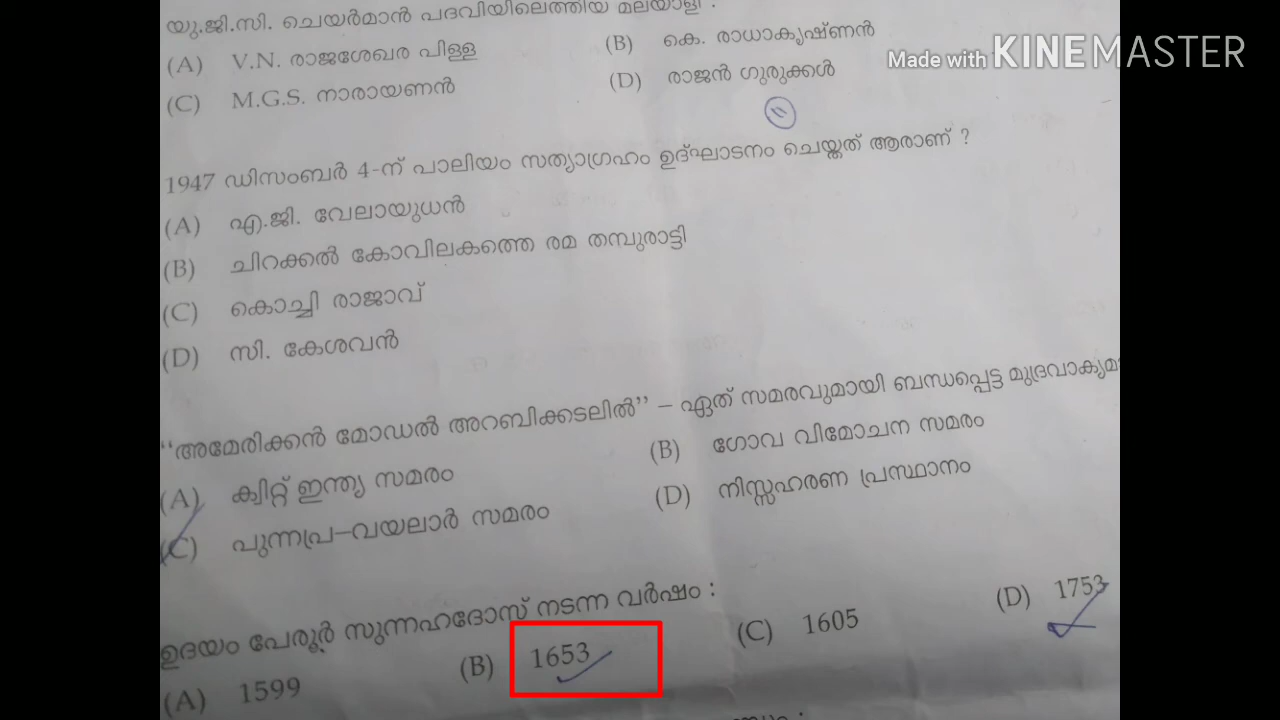 യു.ജി.സി. ചെയർമാൻ പദവിയിലെത്തിയ മലയാളി :
(A) V.N. രാജശേഖര പിള്ള (B) കെ. രാധാകൃഷ്ണൻ
Made with KINEMASTER
(C) M.G.S. നാരായണൻ (D) രാജൻ ഗുരുക്കൾ
1947 ഡിസംബർ 4-ന് പാലിയം സത്യാഗ്രഹം ഉദ്ഘാടനം ചെയ്തത് ആരാണ് ?
(A) എ.ജി. വേലായുധൻ
(B) ചിറക്കൽ കോവിലകത്തെ രമ തമ്പുരാട്ടി
(C) കൊച്ചി രാജാവ്
(D) സി. കേശവൻ
“അമേരിക്കൻ മോഡൽ അറബിക്കടലിൽ” – ഏത് സമരവുമായി ബന്ധപ്പെട്ട
(A) ക്വിറ്റ് ഇന്ത്യ സമരം (B) ഗോവ വിമോചന സമരം
(C) പുന്നപ്ര–വയലാർ സമരം (D) നിസ്സഹരണ പ്രസ്ഥാനം
ഉദയം പേരൂർ സുന്നഹദോസ് നടന്ന വർഷം :
(A) 1599 (B) 1653 (C) 1605 (D) 1753